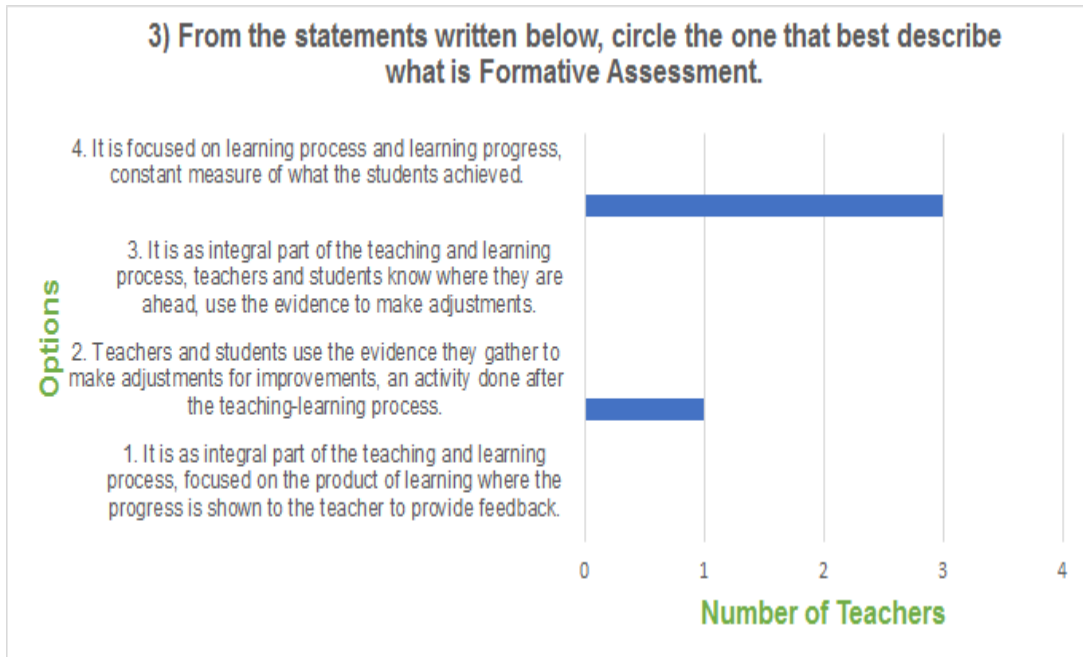 3) From the statements written below, circle the one that best describe
what is Formative Assessment.
4. It is focused on learning process and learning progress,
constant measure of what the students achieved.
3. It is as integral part of the teaching and learning
process, teachers and students know where they are
ahead, use the evidence to make adjustments.
2. Teachers and students use the evidence they gather to
make adjustments for improvements, an activity done after
the teaching-learning process.
1. It is as integral part of the teaching and learning
process, focused on the product of learning where the
progress is shown to the teacher to provide feedback.
Options
0 1 2 3 4
Number of Teachers